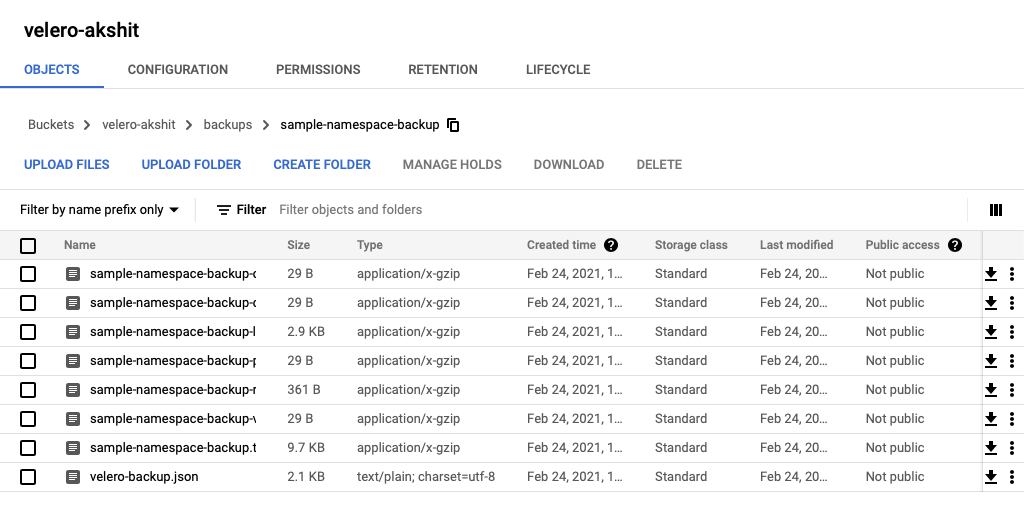 velero-akshit
OBJECTS CONFIGURATION PERMISSIONS RETENTION LIFECYCLE
Buckets velero-akshit backups sample-namespace-backup
UPLOAD FILES UPLOAD FOLDER CREATE FOLDER MANAGE HOLDS DOWNLOAD DELETE
Filter by name prefix only Filter Filter objects and folders
Name Size Type Created time Storage class Last modified Public access
sample-namespace-backup-c 29 B application/x-gzip Feb 24, 2021, 1... Standard Feb 24, 20... Not public
sample-namespace-backup-c 29 B application/x-gzip Feb 24, 2021, 1... Standard Feb 24, 20... Not public
sample-namespace-backup-l 2.9 KB application/x-gzip Feb 24, 2021, 1... Standard Feb 24, 20... Not public
sample-namespace-backup-p 29 B application/x-gzip Feb 24, 2021, 1... Standard Feb 24, 20... Not public
sample-namespace-backup-r 361 B application/x-gzip Feb 24, 2021, 1... Standard Feb 24, 20... Not public
sample-namespace-backup-v 29 B application/x-gzip Feb 24, 2021, 1... Standard Feb 24, 20... Not public
sample-namespace-backup.t 9.7 KB application/x-gzip Feb 24, 2021, 1... Standard Feb 24, 20... Not public
velero-backup.json 2.1 KB text/plain; charset=utf-8 Feb 24, 2021, 1... Standard Feb 24, 20... Not public